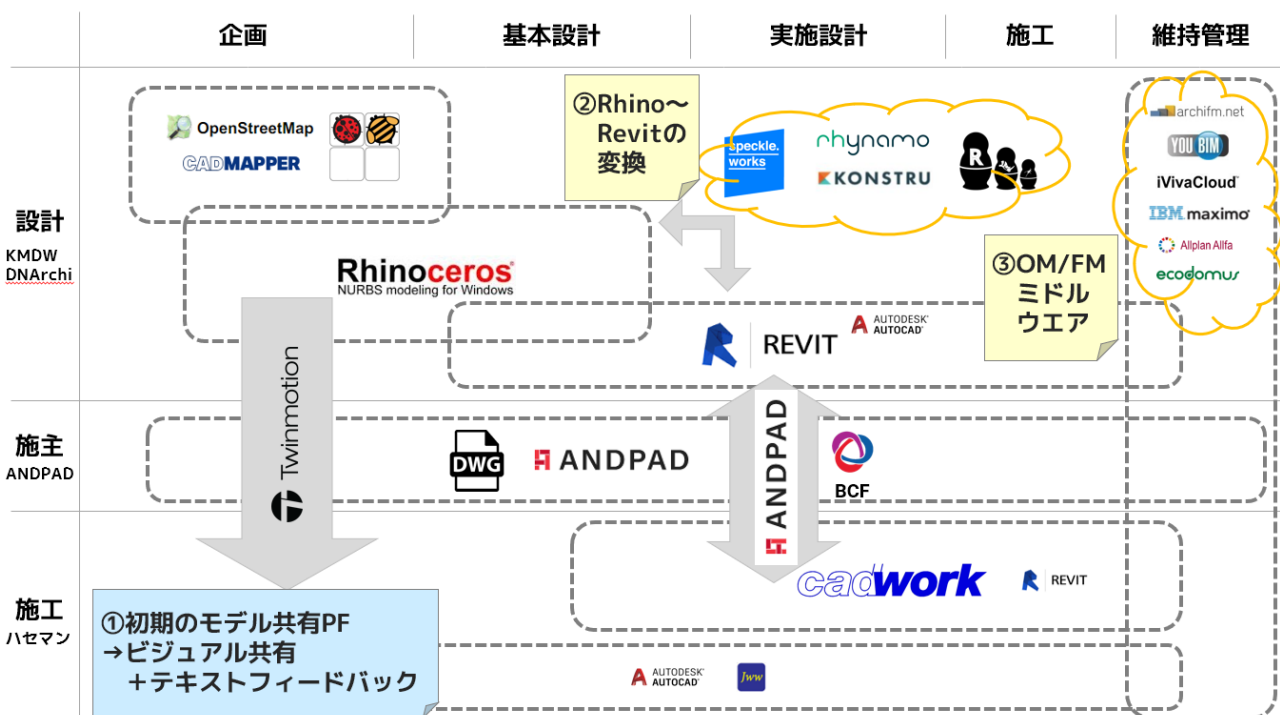 企画
基本設計
実施設計
施工
維持管理
設計
KMDW
DNArchi
OpenStreetMap
CADMAPPER
②Rhino～
Revitの
変換
speckle.
works
rhynamo
KONSTRU
R
archifm.net
YOU BIM
iVivaCloud
IBM maximo
Allplan Allfa
ecodomus
Rhinoceros®
NURBS modeling for Windows
③OM/FM
ミドル
ウエア
REVIT
AUTODESK®
AUTOCAD®
Twinmotion
施主
ANDPAD
DWG
ANDPAD
ANDPAD
BCF
施工
ハセマン
cadwork
REVIT
①初期のモデル共有PF
→ビジュアル共有
＋テキストフィードバック
AUTODESK®
AUTOCAD®
Jww